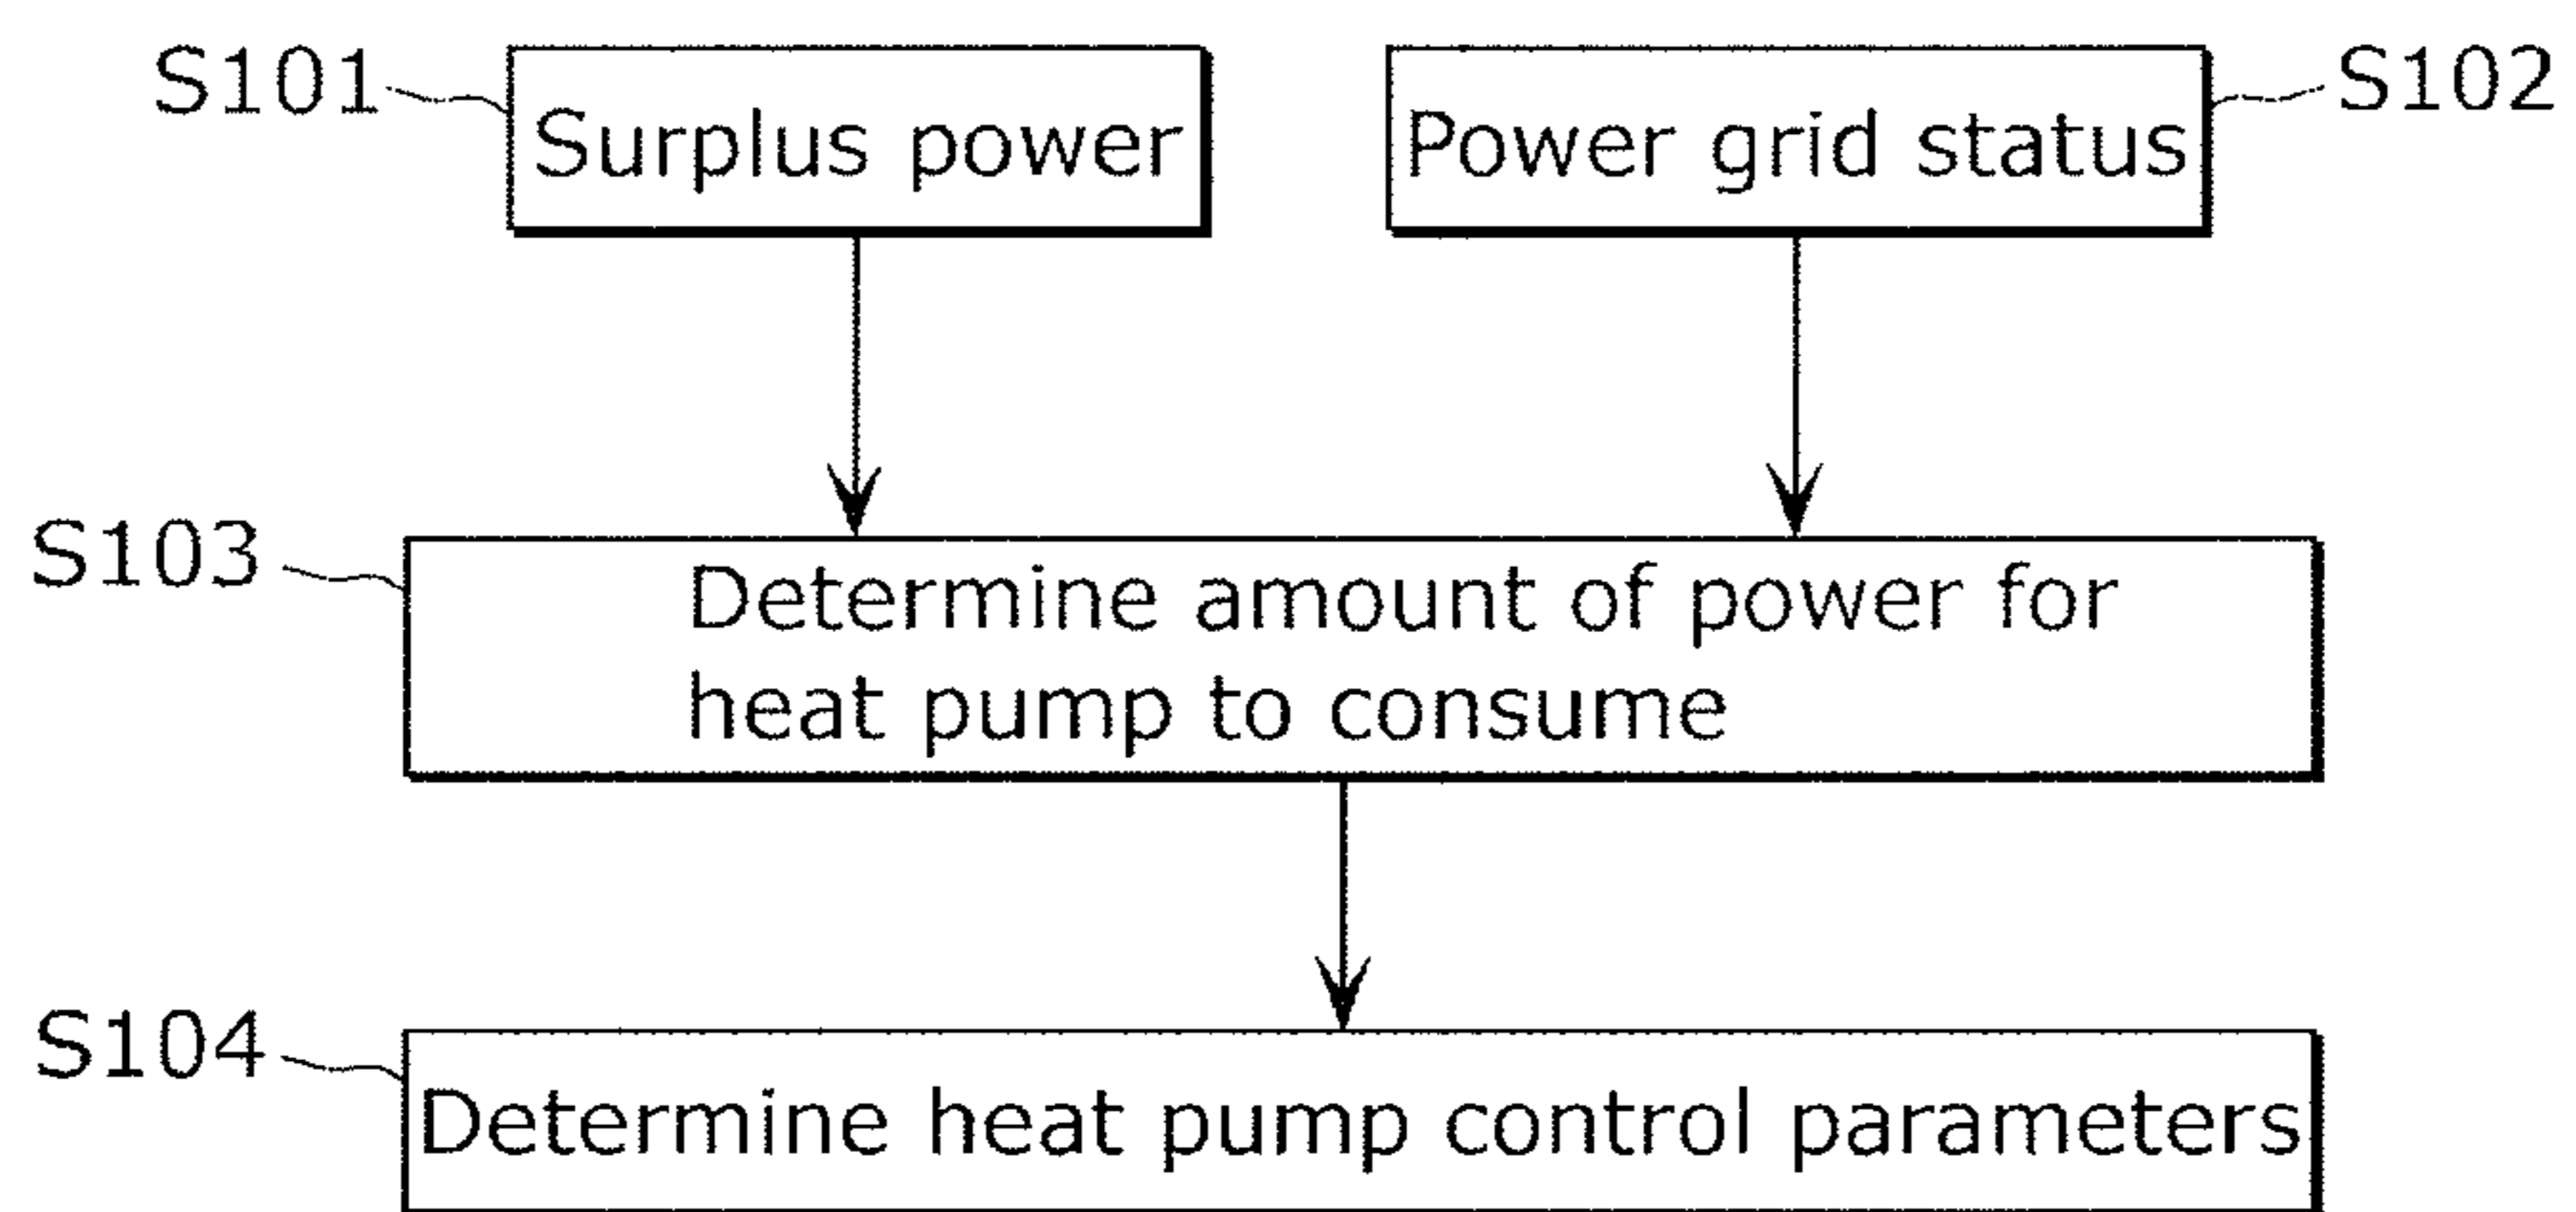 S101
Surplus power
Power grid status
S102
S103
Determine amount of power for
heat pump to consume
S104
Determine heat pump control parameters